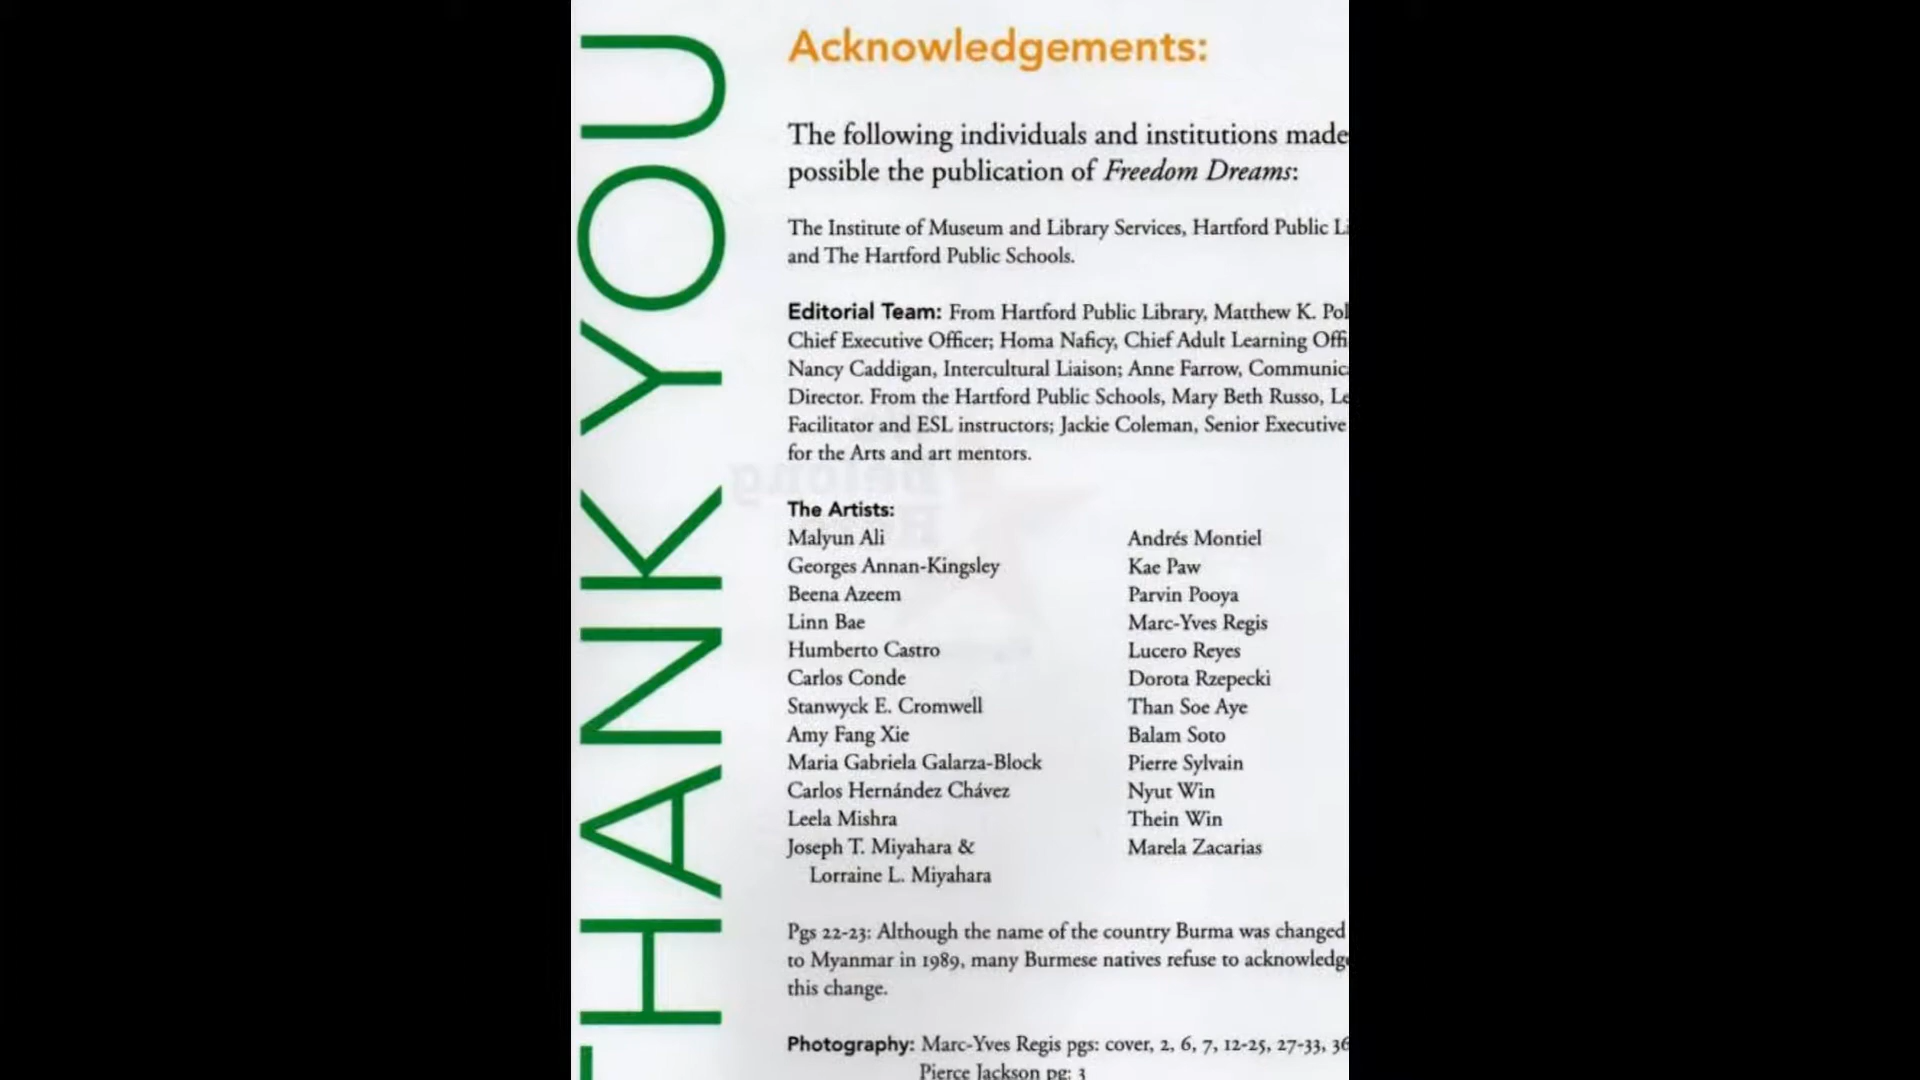 THANK YOU
Acknowledgements:
The following individuals and institutions made
possible the publication of Freedom Dreams:
The Institute of Museum and Library Services, Hartford Public
and The Hartford Public Schools.
Editorial Team: From Hartford Public Library, Matthew K.
Chief Executive Officer; Homa Naficy, Chief Adult Learning
Nancy Caddigan, Intercultural Liaison; Anne Farrow,
Director. From the Hartford Public Schools, Mary Beth Russo,
Facilitator and ESL instructors; Jackie Coleman, Senior Executive
for the Arts and art mentors.
The Artists:
Malyun Ali
Georges Annan-Kingsley
Beena Azeem
Linn Bae
Humberto Castro
Carlos Conde
Stanwyck E. Cromwell
Amy Fang Xie
Maria Gabriela Galarza-Block
Carlos Hernández Chávez
Leela Mishra
Joseph T. Miyahara &
Lorraine L. Miyahara
Andrés Montiel
Kae Paw
Parvin Pooya
Marc-Yves Regis
Lucero Reyes
Dorota Rzepecki
Than Soe Aye
Balam Soto
Pierre Sylvain
Nyut Win
Thein Win
Marela Zacarias
Pgs 22-23: Although the name of the country Burma was changed
to Myanmar in 1989, many Burmese natives refuse to acknowledge
this change.
Photography: Marc-Yves Regis pgs: cover, 2, 6, 7, 12-25, 27-33, 36
Pierce Jackson pg: 3